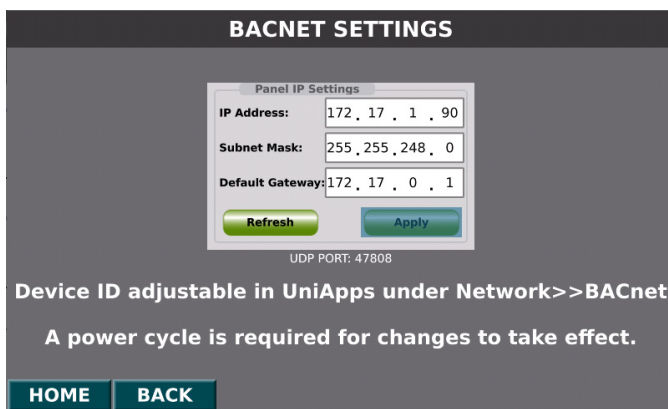 BACNET SETTINGS
Panel IP Settings
IP Address: 172 . 17 . 1 . 90
Subnet Mask: 255 . 255 . 248 . 0
Default Gateway: 172 . 17 . 0 . 1
Refresh Apply
UDP PORT: 47808
Device ID adjustable in UniApps under Network>>BACnet
A power cycle is required for changes to take effect.
HOME BACK